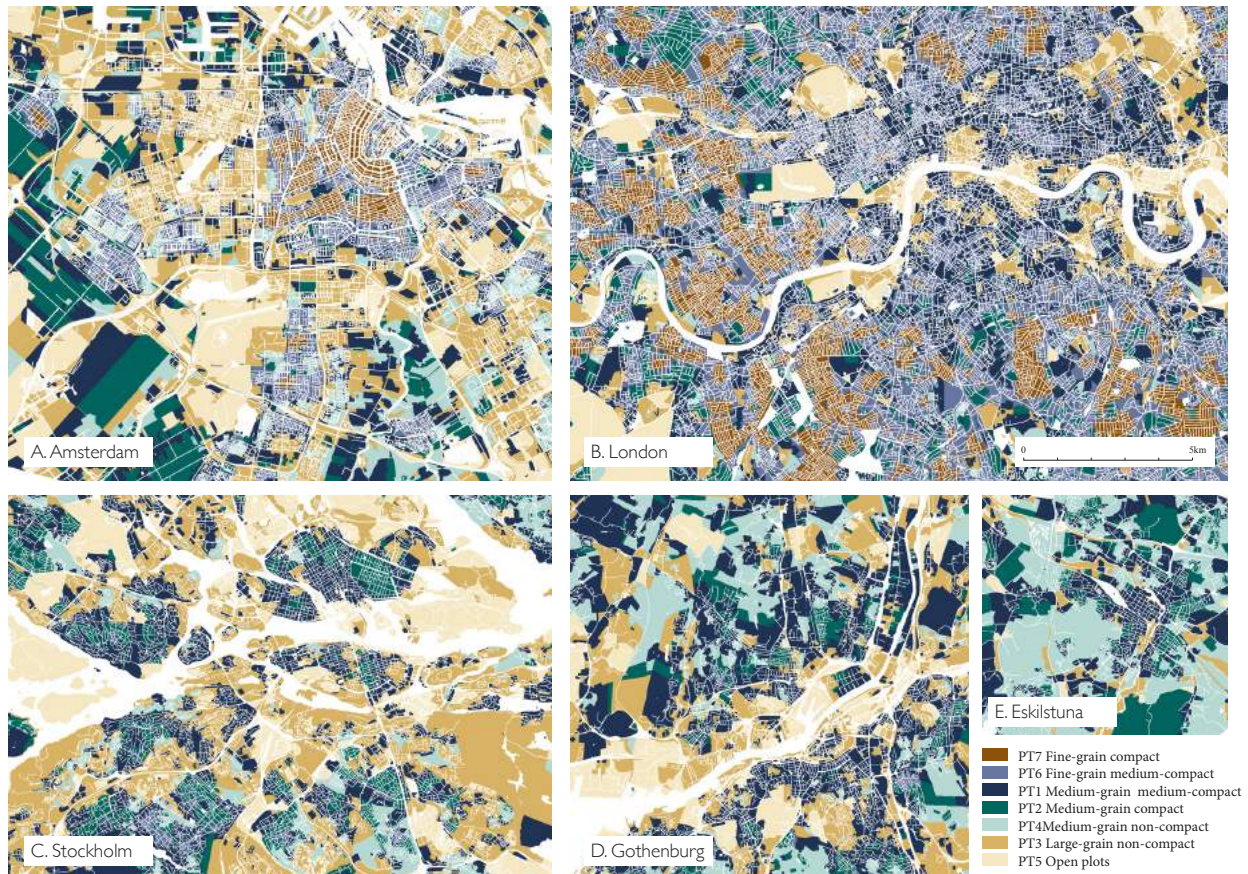 A. Amsterdam
B. London
0 5km
C. Stockholm
D. Gothenburg
E. Eskilstuna
PT7 Fine-grain compact
PT6 Fine-grain medium-compact
PT1 Medium-grain medium-compact
PT2 Medium-grain compact
PT4Medium-grain non-compact
PT3 Large-grain non-compact
PT5 Open plots